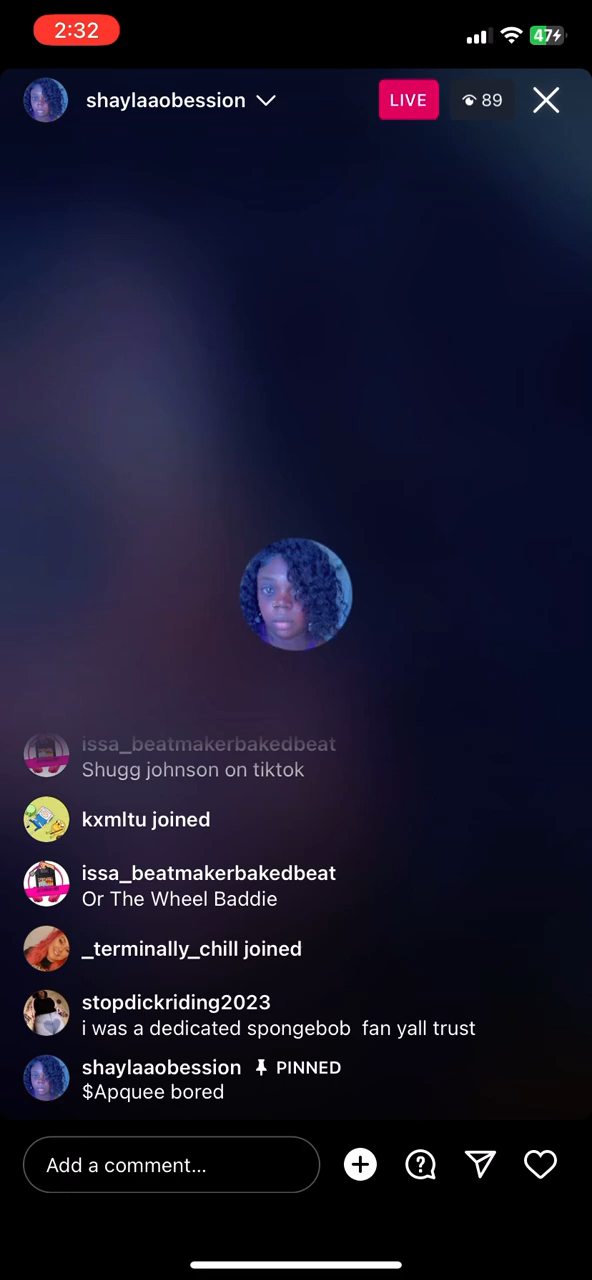 2:32
47
shaylaaobession
LIVE
89
issa_beatmakerbakedbeat
Shugg johnson on tiktok
kxmltu joined
issa_beatmakerbakedbeat
Or The Wheel Baddie
_terminally_chill joined
stopdickriding2023
i was a dedicated spongebob fan yall trust
shaylaaobession PINNED
$Apquee bored
Add a comment...